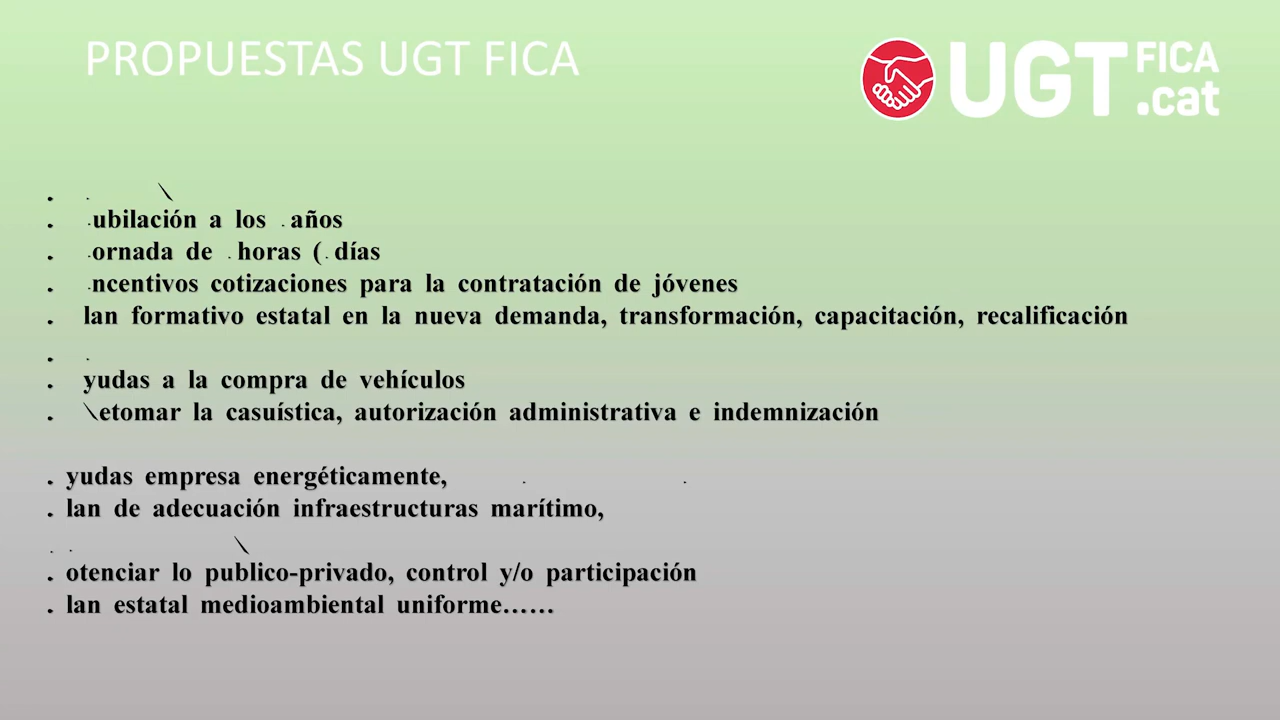 PROPUESTAS UGT FICA
UGT FICA .cat
. . \
. .ubilación a los . años
. .ornada de . horas (. días
. .ncentivos cotizaciones para la contratación de jóvenes
. lan formativo estatal en la nueva demanda, transformación, capacitación, recalificación
. .
. yudas a la compra de vehículos
. \etomar la casuística, autorización administrativa e indemnización
. yudas empresa energéticamente, . .
. lan de adecuación infraestructuras marítimo,
. . \
. otenciar lo publico-privado, control y/o participación
. lan estatal medioambiental uniforme……